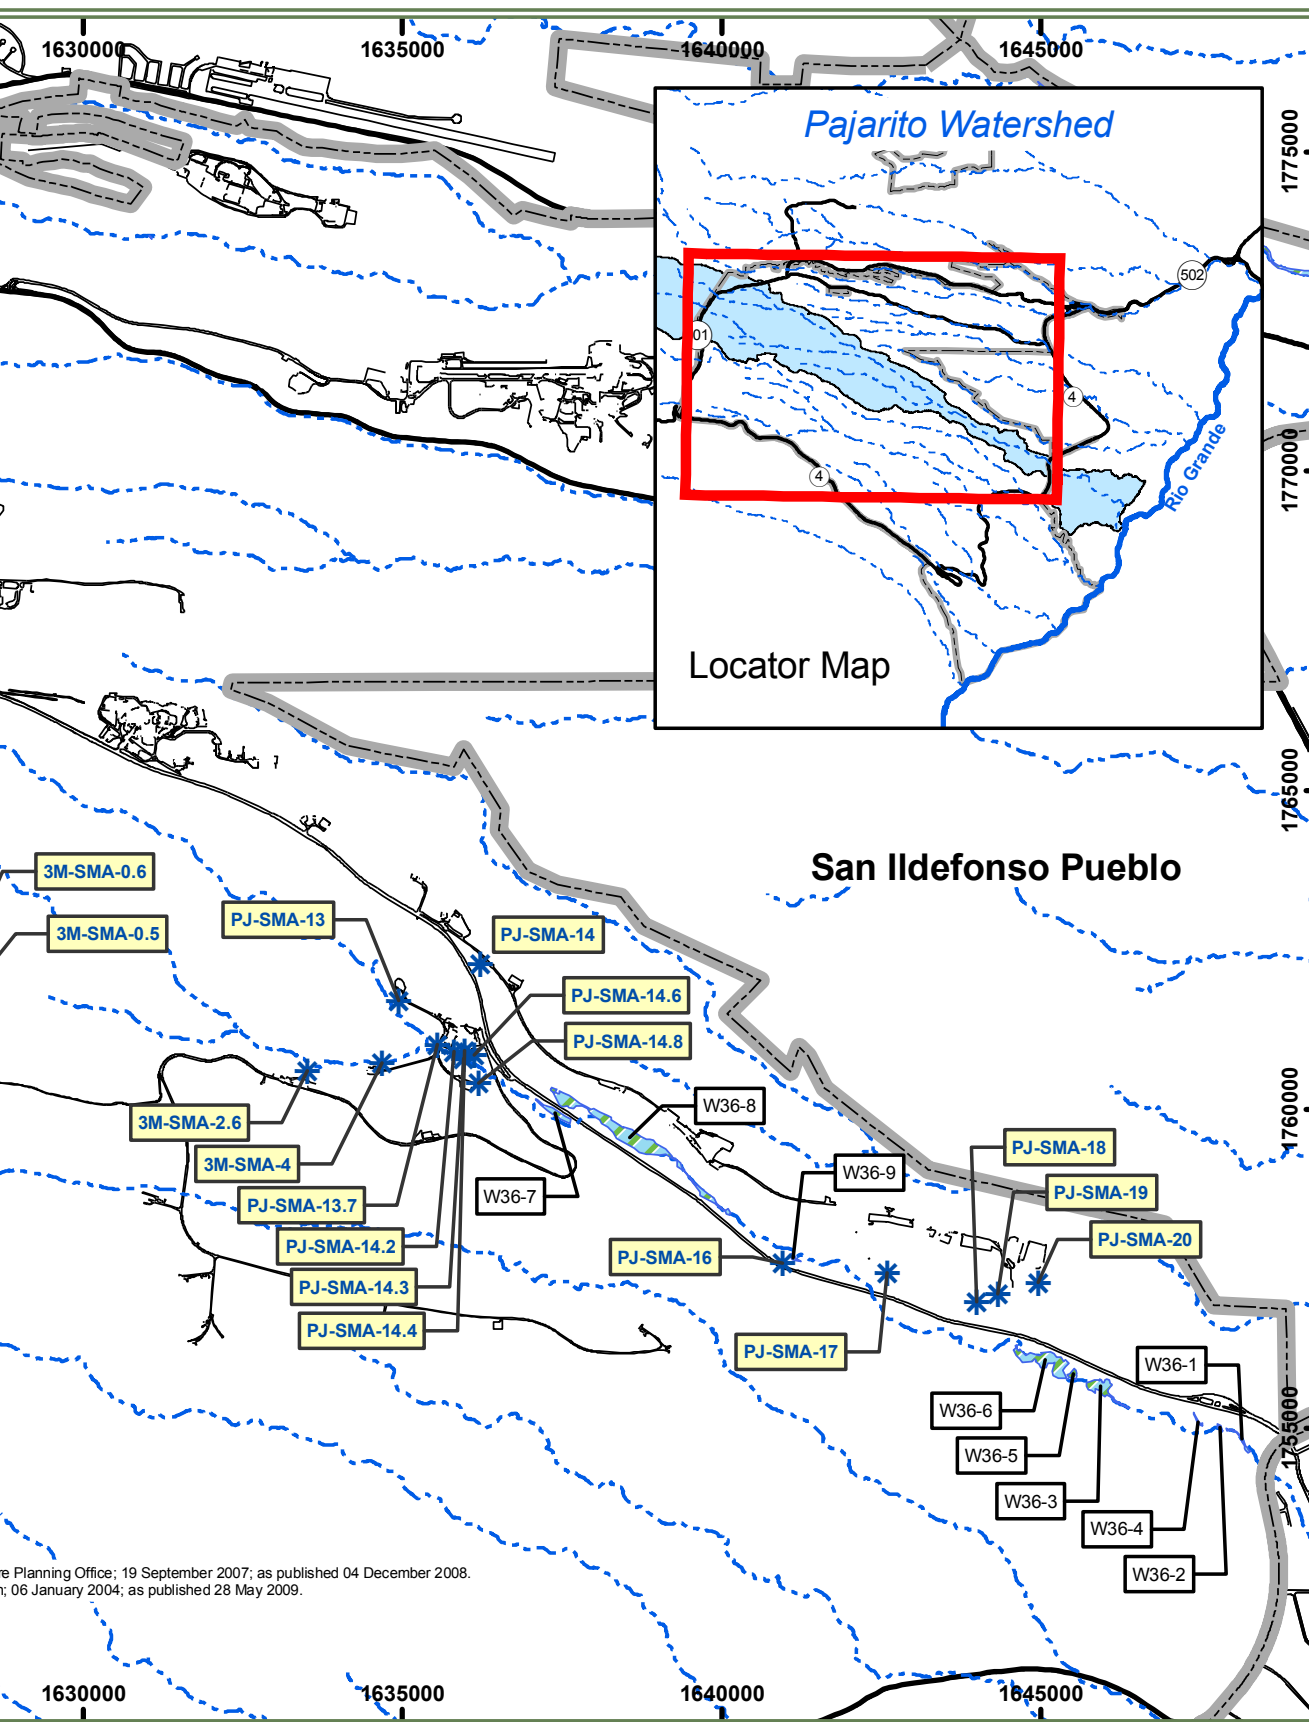 1630000 1635000 1640000 1645000
1775000
Pajarito Watershed
502
4
4
Rio Grande
Locator Map
1770000
1765000
San Ildefonso Pueblo
3M-SMA-0.6
3M-SMA-0.5
PJ-SMA-13
PJ-SMA-14
PJ-SMA-14.6
PJ-SMA-14.8
1760000
W36-8
3M-SMA-2.6
3M-SMA-4
W36-7
W36-9
PJ-SMA-18
PJ-SMA-19
PJ-SMA-20
PJ-SMA-13.7
PJ-SMA-14.2
PJ-SMA-14.3
PJ-SMA-14.4
PJ-SMA-16
PJ-SMA-17
W36-1
W36-6
W36-5
W36-3
W36-4
W36-2
1755000
re Planning Office; 19 September 2007; as published 04 December 2008.
; 06 January 2004; as published 28 May 2009.
1630000 1635000 1640000 1645000